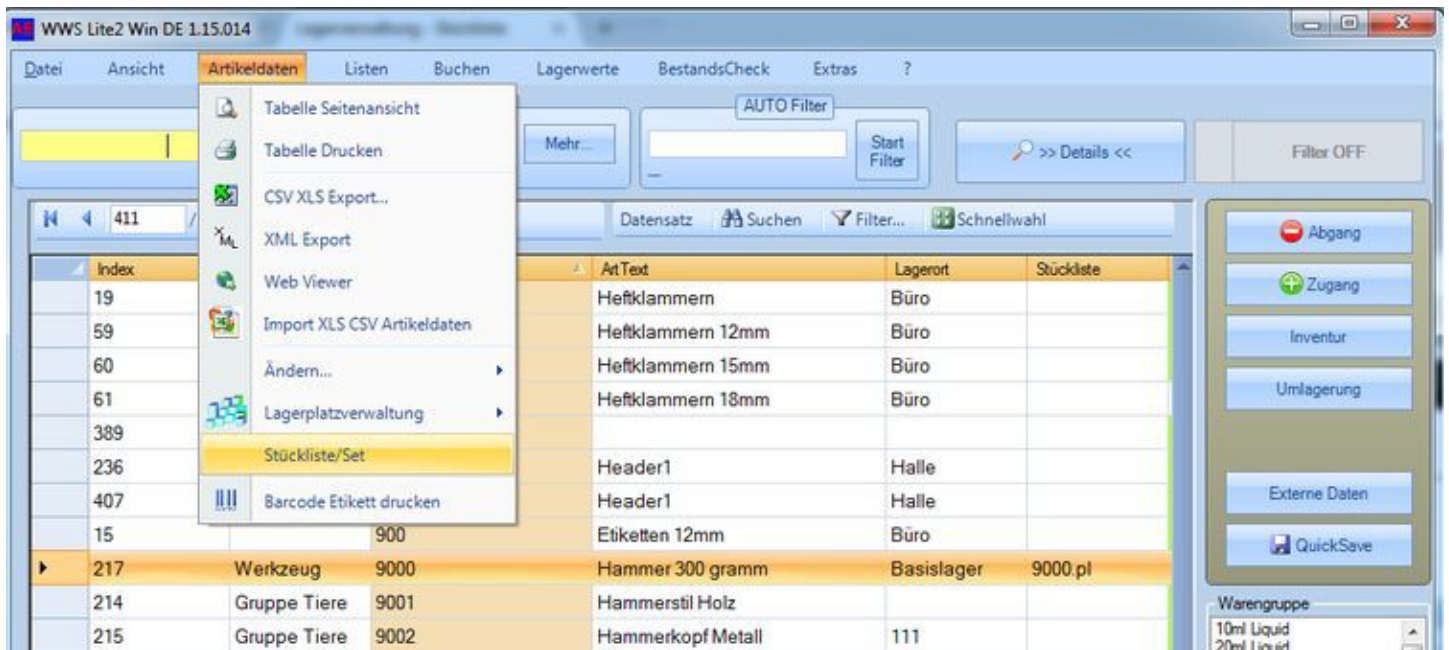 WWS Lite2 Win DE 1.15.014
Datei Ansicht Artikeldaten Listen Buchen Lagerwerte BestandsCheck Extras ?
Tabelle Seitenansicht
Tabelle Drucken
CSV XLS Export...
XML Export
Web Viewer
Import XLS CSV Artikeldaten
Ändern...
Lagerplatzverwaltung
Stückliste/Set
Barcode Etikett drucken
Mehr...
AUTO Filter
Start
Filter
>> Details <<
Filter OFF
411 /
Datensatz Suchen Filter... Schnellwahl
Index ArtText Lagerort Stückliste
19 Heftklammern Büro
59 Heftklammern 12mm Büro
60 Heftklammern 15mm Büro
61 Heftklammern 18mm Büro
389
236 Header1 Halle
407 Header1 Halle
15 900 Etiketten 12mm Büro
217 Werkzeug 9000 Hammer 300 gramm Basislager 9000.pl
214 Gruppe Tiere 9001 Hammerstil Holz
215 Gruppe Tiere 9002 Hammerkopf Metall 111
Abgang
Zugang
Inventur
Umlagerung
Externe Daten
QuickSave
Warengruppe
10ml Liquid
20ml Liquid